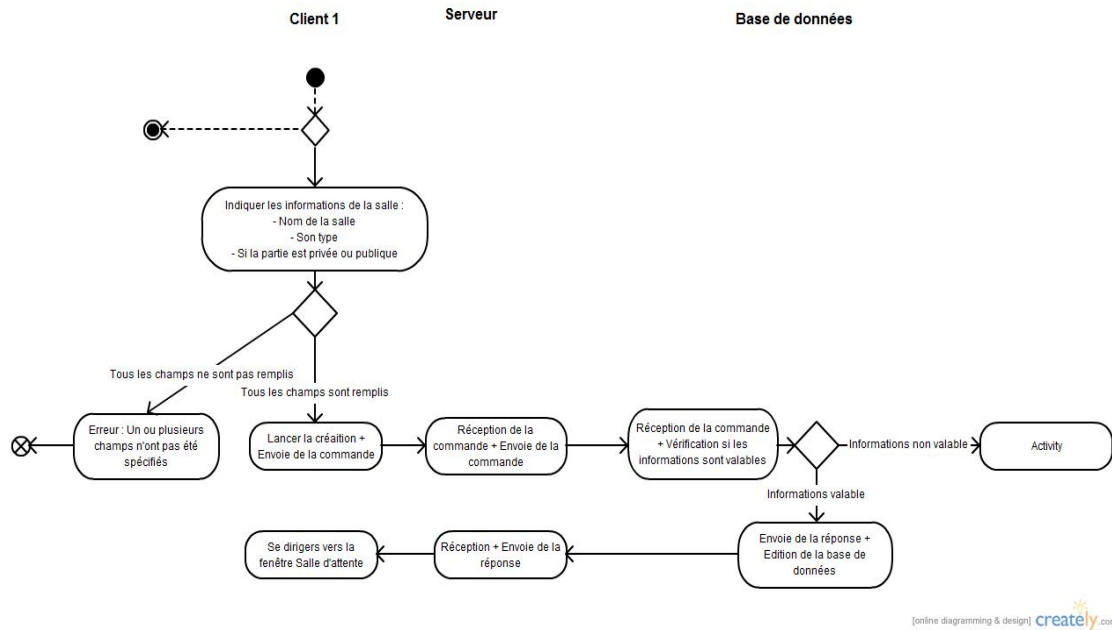 Client 1
Serveur
Base de données
Indiquer les informations de la salle :
- Nom de la salle
- Son type
- Si la partie est privée ou publique
Tous les champs ne sont pas remplis
Tous les champs sont remplis
Erreur : Un ou plusieurs
champs n'ont pas été
spécifiés
Lancer la créaition +
Envoie de la commande
Réception de la
commande + Envoie de la
commande
Réception de la commande
+ Vérification si les
informations sont valables
Informations non valable
Activity
Informations valable
Se dirigers vers la
fenêtre Salle d'attente
Réception + Envoie de la
réponse
Envoie de la réponse +
Edition de la base de
données
[online diagramming & design] creately.com